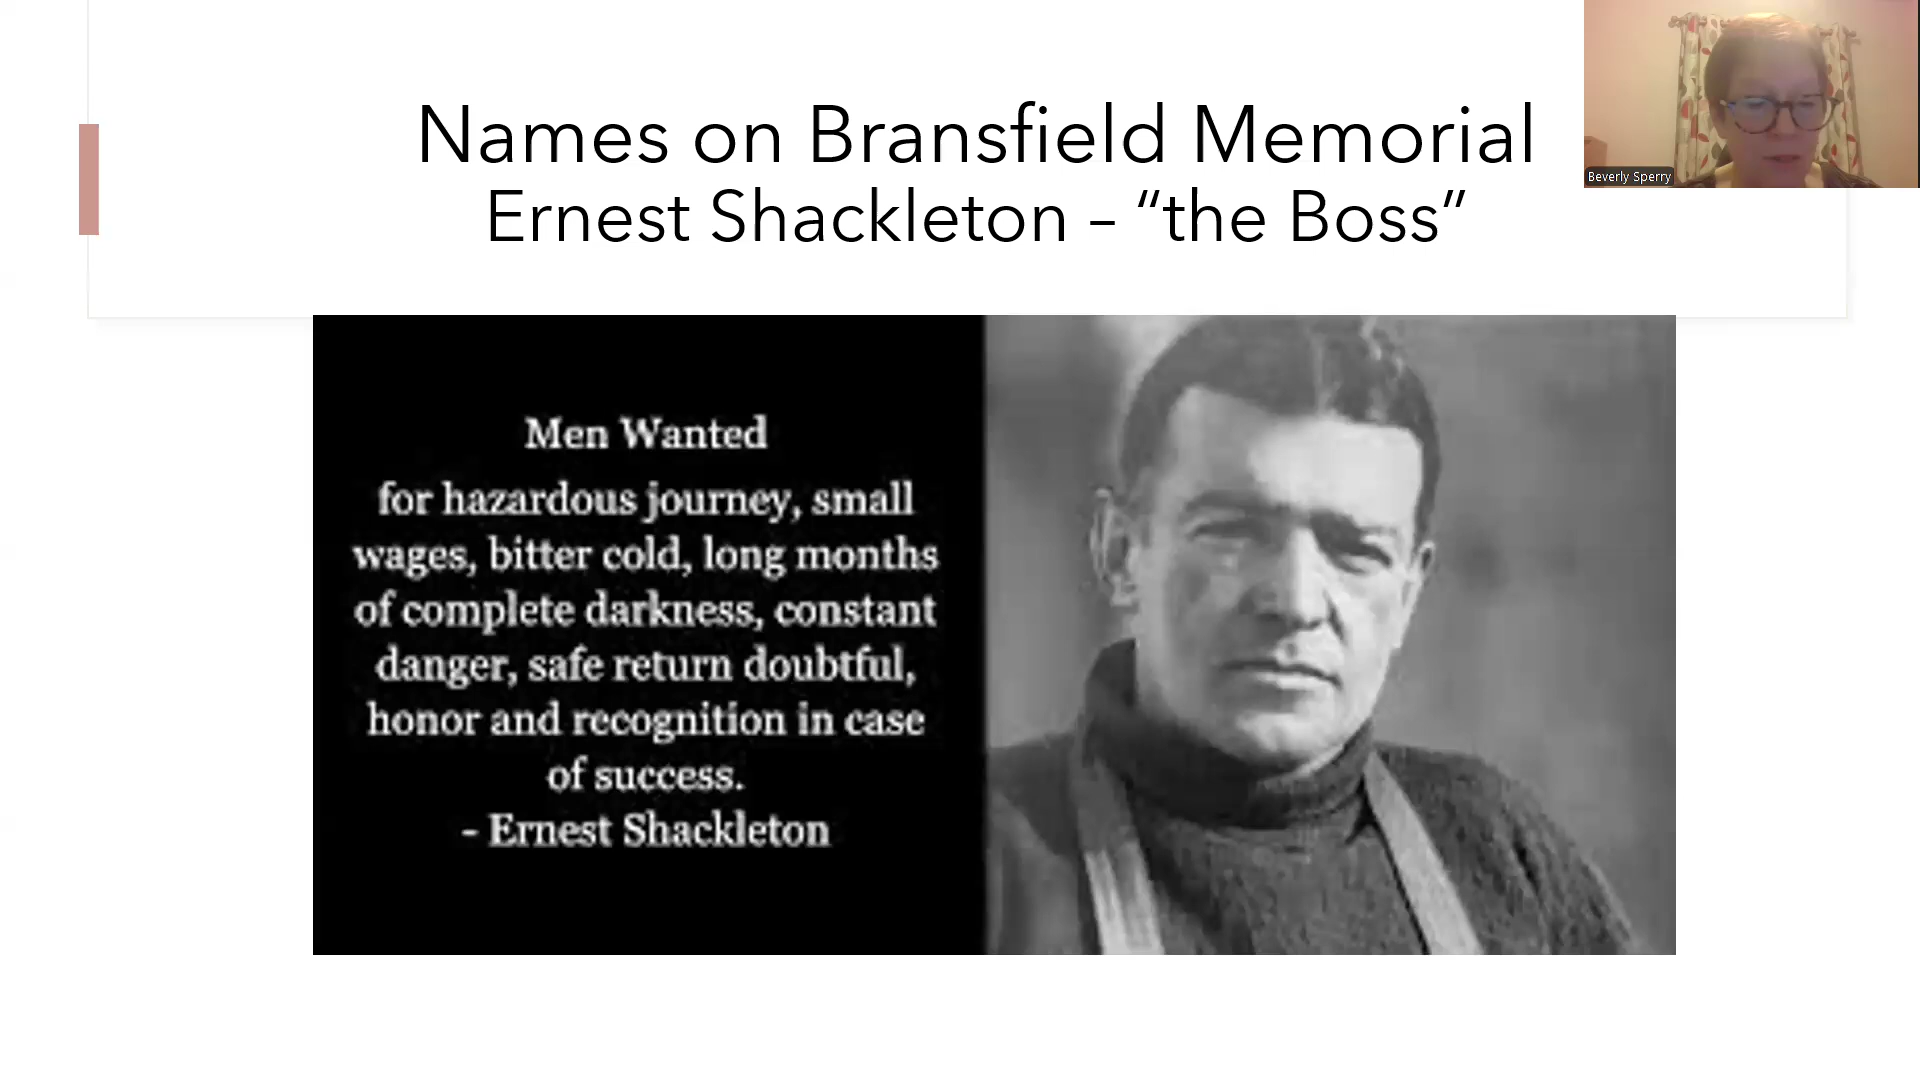 Names on Bransfield Memorial
Ernest Shackleton – “the Boss”
Beverly Sperry
Men Wanted
for hazardous journey, small
wages, bitter cold, long months
of complete darkness, constant
danger, safe return doubtful,
honor and recognition in case
of success.
- Ernest Shackleton